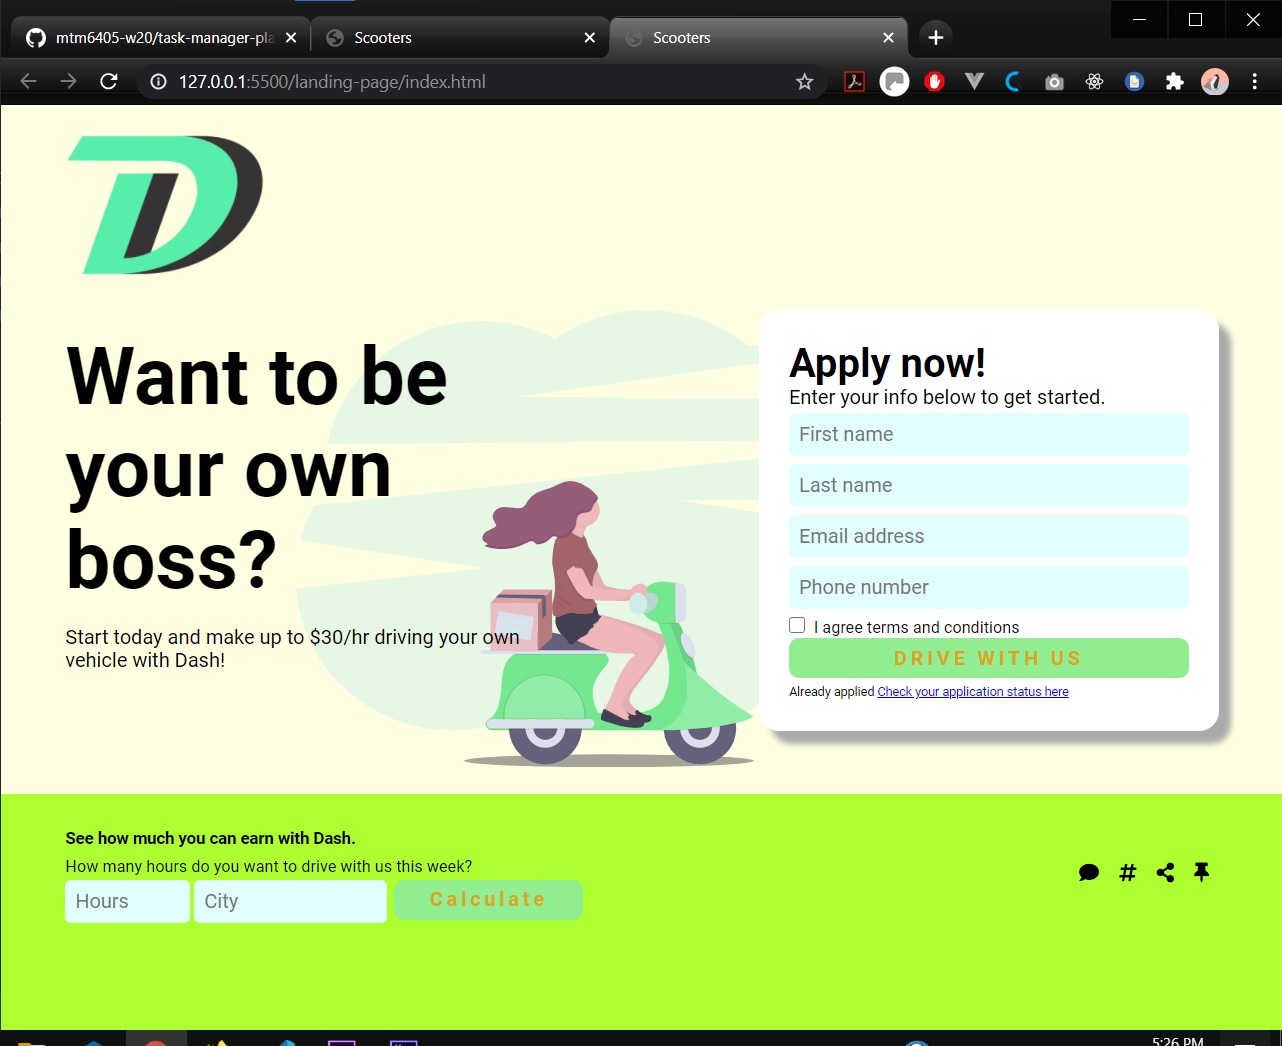 mtm6405-w20/task-manager-pla
Scooters
Scooters
127.0.0.1:5500/landing-page/index.html
D
Want to be
your own
boss?
Start today and make up to $30/hr driving your own
vehicle with Dash!
Apply now!
Enter your info below to get started.
First name
Last name
Email address
Phone number
I agree terms and conditions
DRIVE WITH US
Already applied Check your application status here
See how much you can earn with Dash.
How many hours do you want to drive with us this week?
Hours City Calculate
5:26 PM